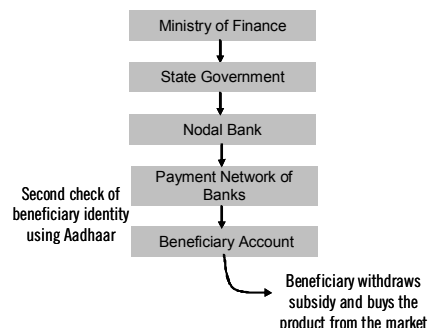 Ministry of Finance
State Government
Nodal Bank
Payment Network of
Banks
Second check of
beneficiary identity
using Aadhaar
Beneficiary Account
Beneficiary withdraws
subsidy and buys the
product from the market